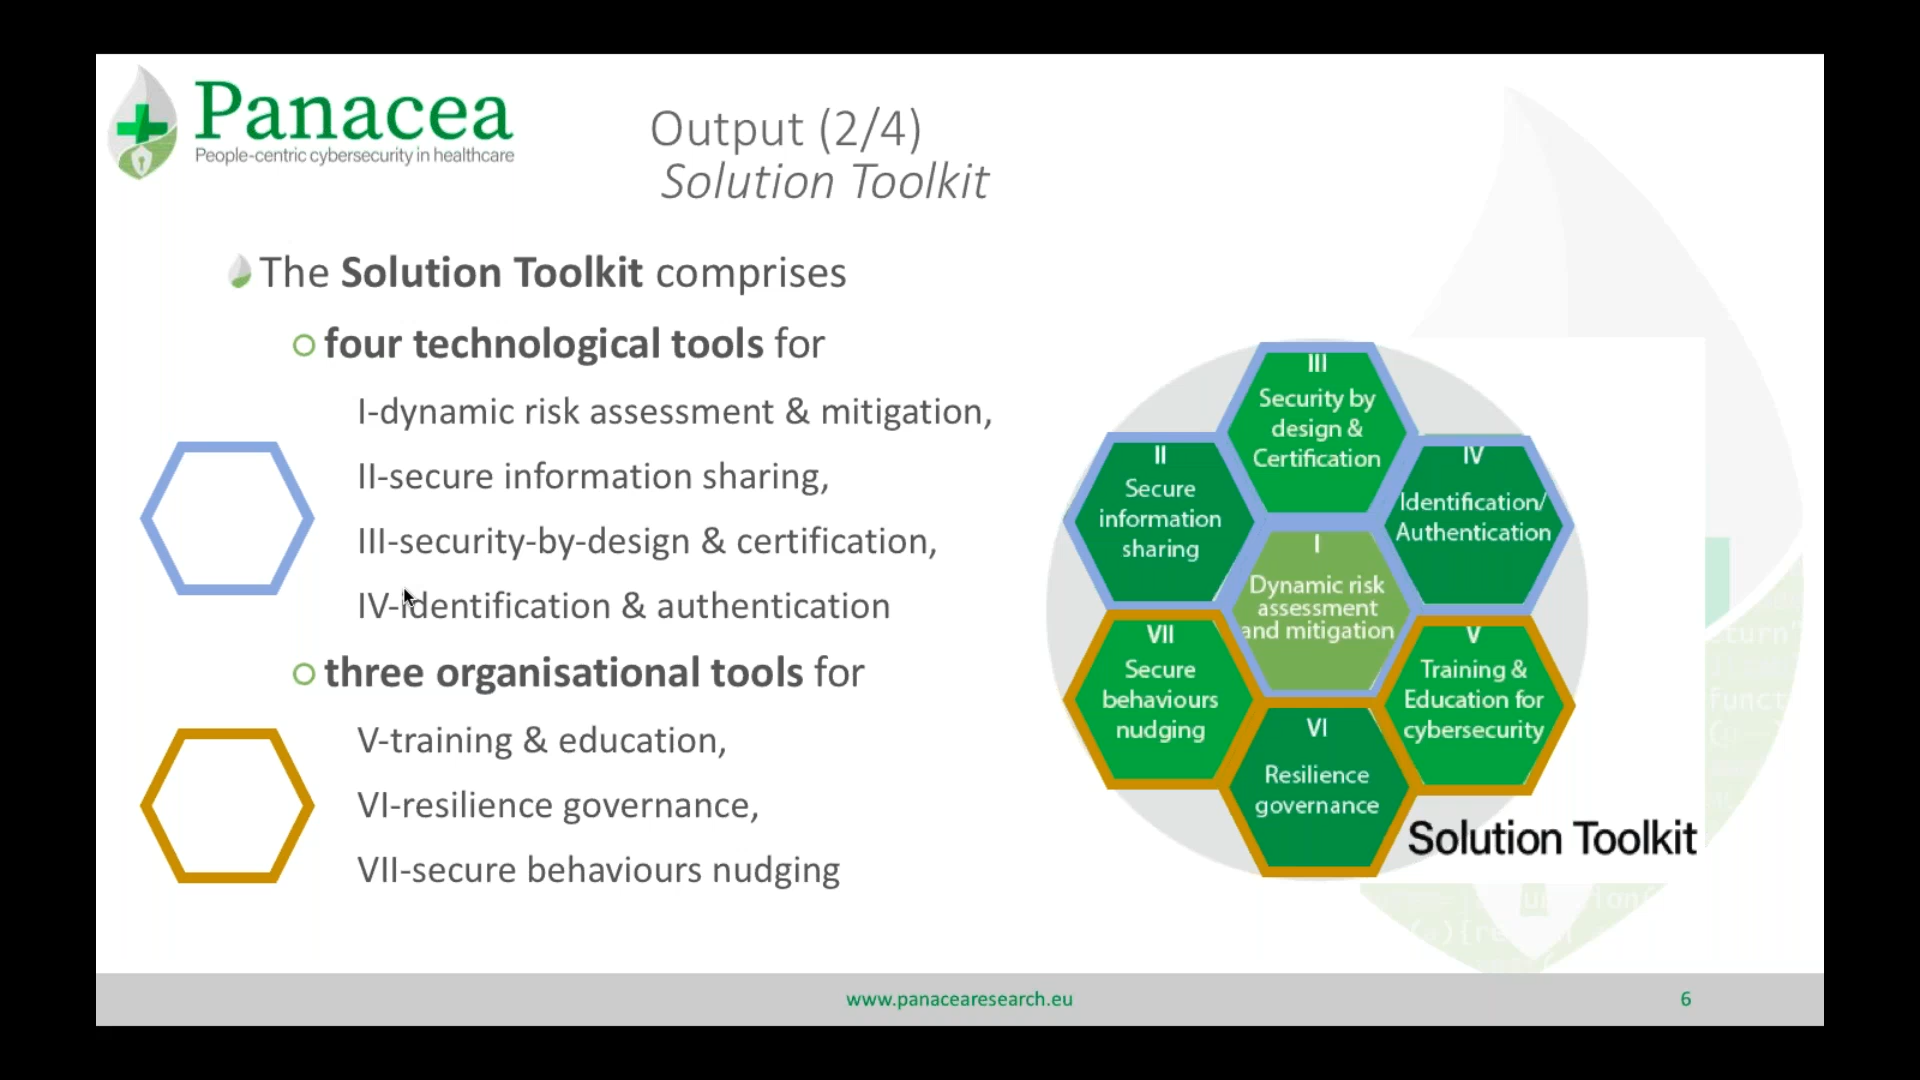 Panacea
People-centric cybersecurity in healthcare
Output (2/4)
Solution Toolkit
The Solution Toolkit comprises
four technological tools for
I-dynamic risk assessment & mitigation,
II-secure information sharing,
III-security-by-design & certification,
IV-identification & authentication
three organisational tools for
V-training & education,
VI-resilience governance,
VII-secure behaviours nudging
III
Security by
design &
Certification
II
Secure
information
sharing
IV
Identification/
Authentication
I
Dynamic risk
assessment
and mitigation
VII
Secure
behaviours
nudging
V
Training &
Education for
cybersecurity
VI
Resilience
governance
Solution Toolkit
www.panacearesearch.eu
6